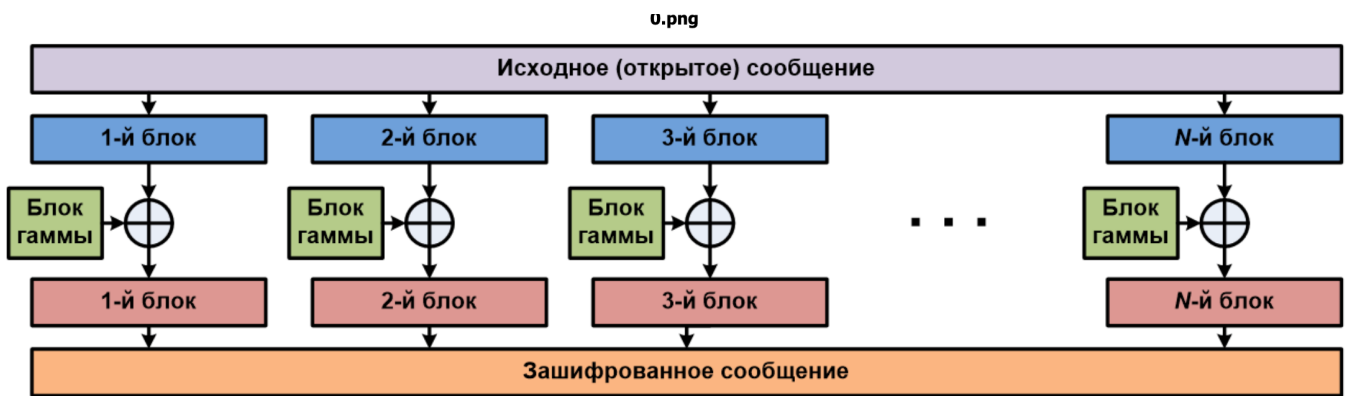 0.png
Исходное (открытое) сообщение
1-й блок
2-й блок
3-й блок
N-й блок
Блок
гаммы
Блок
гаммы
Блок
гаммы
. . .
Блок
гаммы
1-й блок
2-й блок
3-й блок
N-й блок
Зашифрованное сообщение